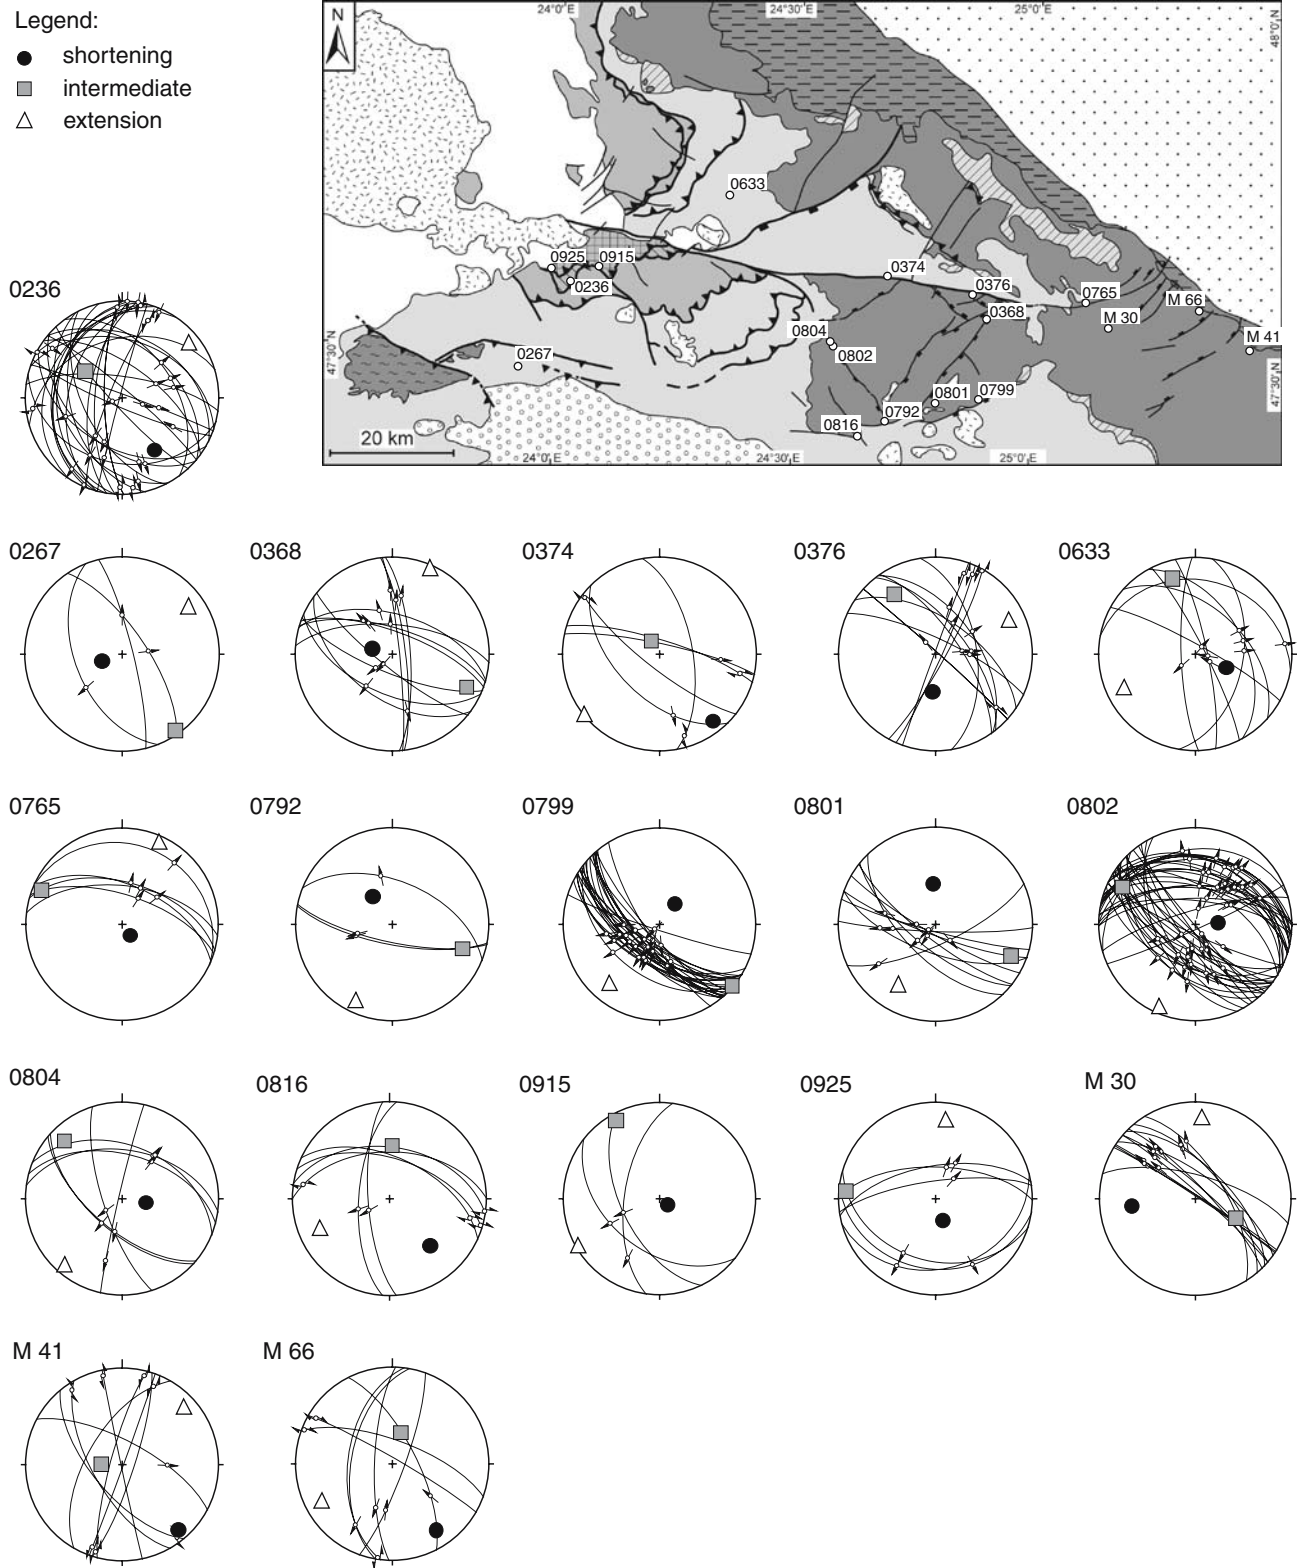 Legend:
shortening
intermediate
extension
N
24°0' E
24°30' E
25°0' E
48°0' N
0633
0925
0915
0236
0374
0376
0368
0765
M 66
M 30
M 41
0804
0802
47°30' N
0267
0801
0799
47°30' N
0792
0816
20 km
24°0' E
24°30' E
25°0' E
0236
0267
0368
0374
0376
0633
0765
0792
0799
0801
0802
0804
0816
0915
0925
M 30
M 41
M 66